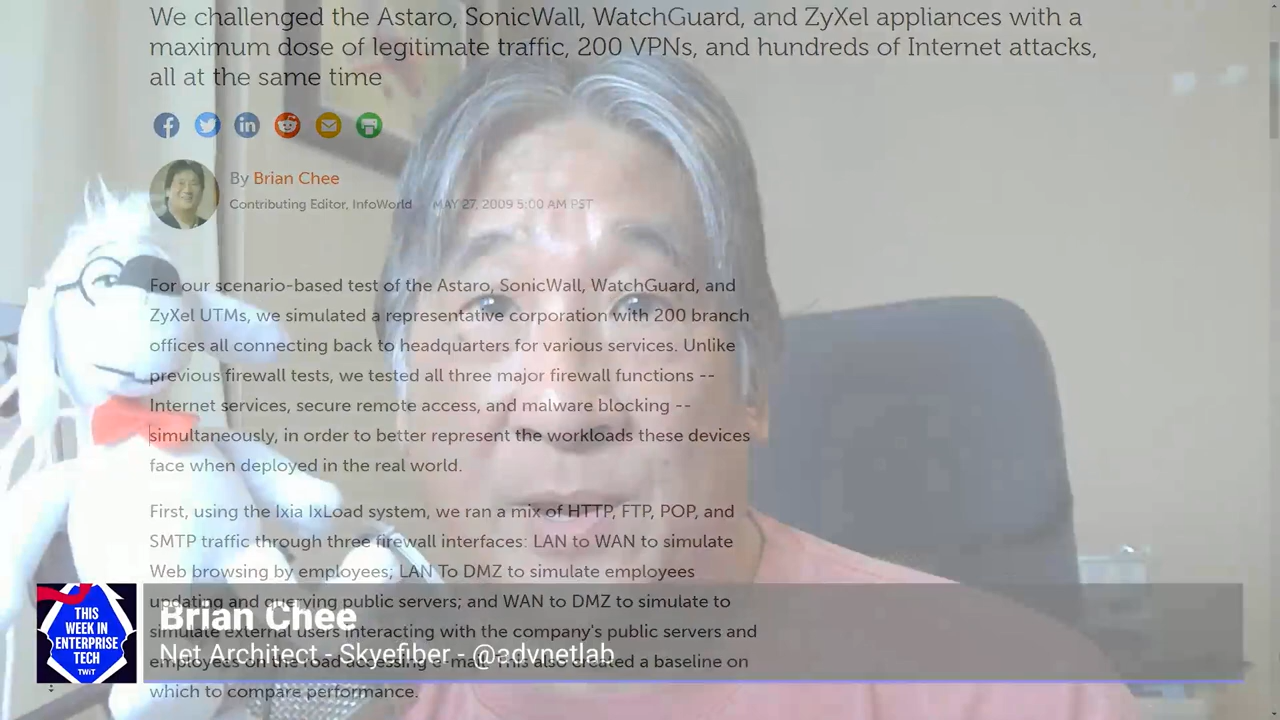 We challenged the Astaro, SonicWall, WatchGuard, and ZyXel appliances with a
maximum dose of legitimate traffic, 200 VPNs, and hundreds of Internet attacks,
all at the same time
By Brian Chee
Contributing Editor, InfoWorld MAY 27, 2009 5:00 AM PST
For our scenario-based test of the Astaro, SonicWall, WatchGuard, and
ZyXel UTMs, we simulated a representative corporation with 200 branch
offices all connecting back to headquarters for various services. Unlike
previous firewall tests, we tested all three major firewall functions --
Internet services, secure remote access, and malware blocking --
simultaneously, in order to better represent the workloads these devices
face when deployed in the real world.
First, using the Ixia IxLoad system, we ran a mix of HTTP, FTP, POP, and
SMTP traffic through three firewall interfaces: LAN to WAN to simulate
Web browsing by employees; LAN To DMZ to simulate employees
updating and querying public servers; and WAN to DMZ to simulate to
simulate external users interacting with the company's public servers and
employees on the road accessing e-mail. This also created a baseline on
which to compare performance.
THIS
WEEK IN
ENTERPRISE
TECH
TWiT
Brian Chee
Net Architect - Skyefiber - @advnetlab